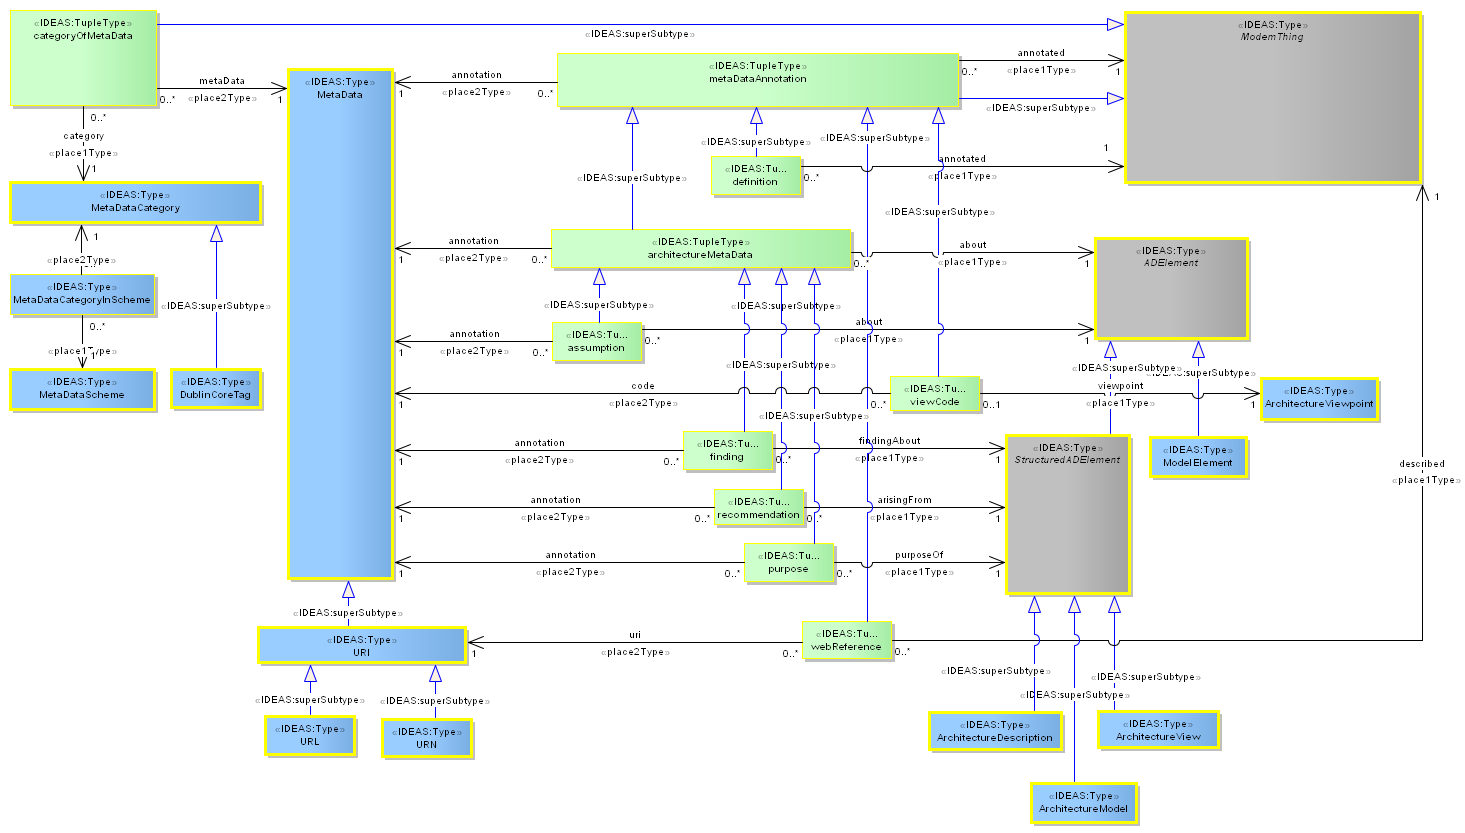 «IDEAS:TupleType»
categoryOfMetaData
«IDEAS:superSubtype»
«IDEAS:Type»
ModemThing
metaData
0..*
«place2Type»
1
0..*
category
«place1Type»
1
«IDEAS:Type»
MetaData
annotation
1
«place2Type»
0..*
«IDEAS:TupleType»
metaDataAnnotation
annotated
0..*
«place1Type»
1
«IDEAS:superSubtype»
«IDEAS:superSubtype»
«IDEAS:superSubtype»
«IDEAS:superSubtype»
«IDEAS:superSubtype»
«IDEAS:Tu...
definition
annotated
0..*
«place1Type»
1
«IDEAS:Type»
MetaDataCategory
1
«place2Type»
0..*
«IDEAS:Type»
MetaDataCategoryInScheme
«IDEAS:superSubtype»
0..*
«place1Type»
1
«IDEAS:Type»
MetaDataScheme
«IDEAS:Type»
DublinCoreTag
annotation
1
«place2Type»
0..*
«IDEAS:TupleType»
architectureMetaData
about
0..*
«place1Type»
1
«IDEAS:Type»
ADElement
1
«IDEAS:superSubtype»
«IDEAS:superSubtype»
«IDEAS:superSubtype»
«IDEAS:superSubtype»
annotation
1
«place2Type»
0..*
«IDEAS:Tu...
assumption
about
0..*
«place1Type»
1
«IDEAS:superSubtype»
«IDEAS:superSubtype»
code
1
«place2Type»
0..*
«IDEAS:Tu...
viewCode
0..1
viewpoint
«place1Type»
1
«IDEAS:Type»
ArchitectureViewpoint
annotation
1
«place2Type»
0..*
«IDEAS:Tu...
finding
0..*
findingAbout
«place1Type»
1
«IDEAS:Type»
StructuredADElement
«IDEAS:Type»
ModelElement
described
«place1Type»
annotation
1
«place2Type»
0..*
«IDEAS:Tu...
recommendation
0..*
arisingFrom
«place1Type»
1
annotation
1
«place2Type»
0..*
«IDEAS:Tu...
purpose
0..*
purposeOf
«place1Type»
1
«IDEAS:superSubtype»
«IDEAS:Type»
URI
uri
1
«place2Type»
0..*
«IDEAS:Tu...
webReference
0..*
«IDEAS:superSubtype»
«IDEAS:superSubtype»
«IDEAS:superSubtype»
«IDEAS:superSubtype»
«IDEAS:superSubtype»
«IDEAS:Type»
URL
«IDEAS:Type»
URN
«IDEAS:Type»
ArchitectureDescription
«IDEAS:Type»
ArchitectureView
«IDEAS:Type»
ArchitectureModel